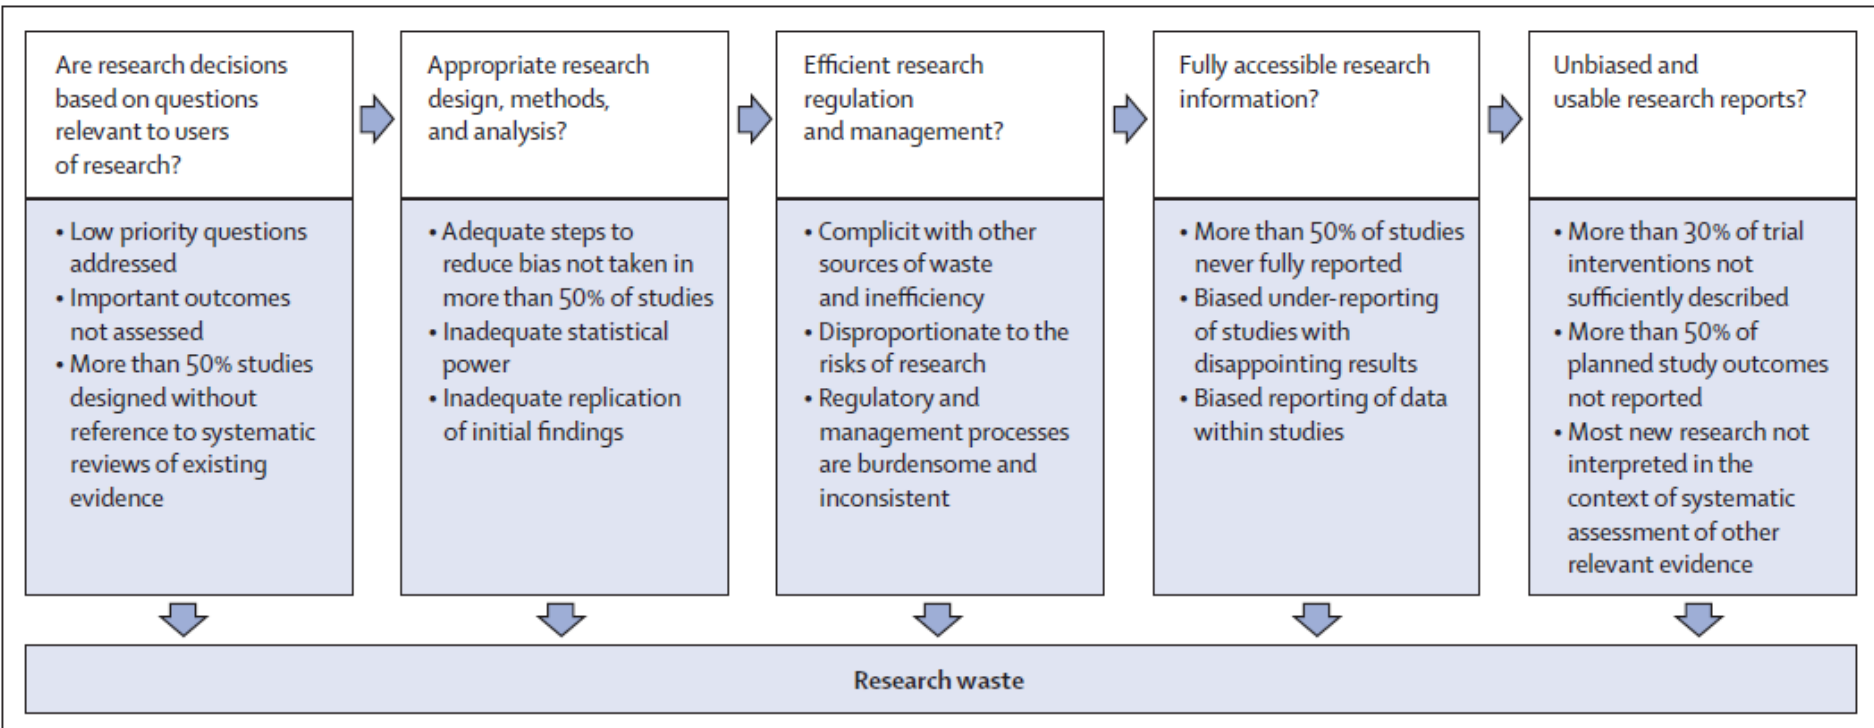 Are research decisions
based on questions
relevant to users
of research?
• Low priority questions
addressed
• Important outcomes
not assessed
• More than 50% studies
designed without
reference to systematic
reviews of existing
evidence
Appropriate research
design, methods,
and analysis?
• Adequate steps to
reduce bias not taken in
more than 50% of studies
• Inadequate statistical
power
• Inadequate replication
of initial findings
Efficient research
regulation
and management?
• Complicit with other
sources of waste
and inefficiency
• Disproportionate to the
risks of research
• Regulatory and
management processes
are burdensome and
inconsistent
Fully accessible research
information?
• More than 50% of studies
never fully reported
• Biased under-reporting
of studies with
disappointing results
• Biased reporting of data
within studies
Unbiased and
usable research reports?
• More than 30% of trial
interventions not
sufficiently described
• More than 50% of
planned study outcomes
not reported
• Most new research not
interpreted in the
context of systematic
assessment of other
relevant evidence
Research waste